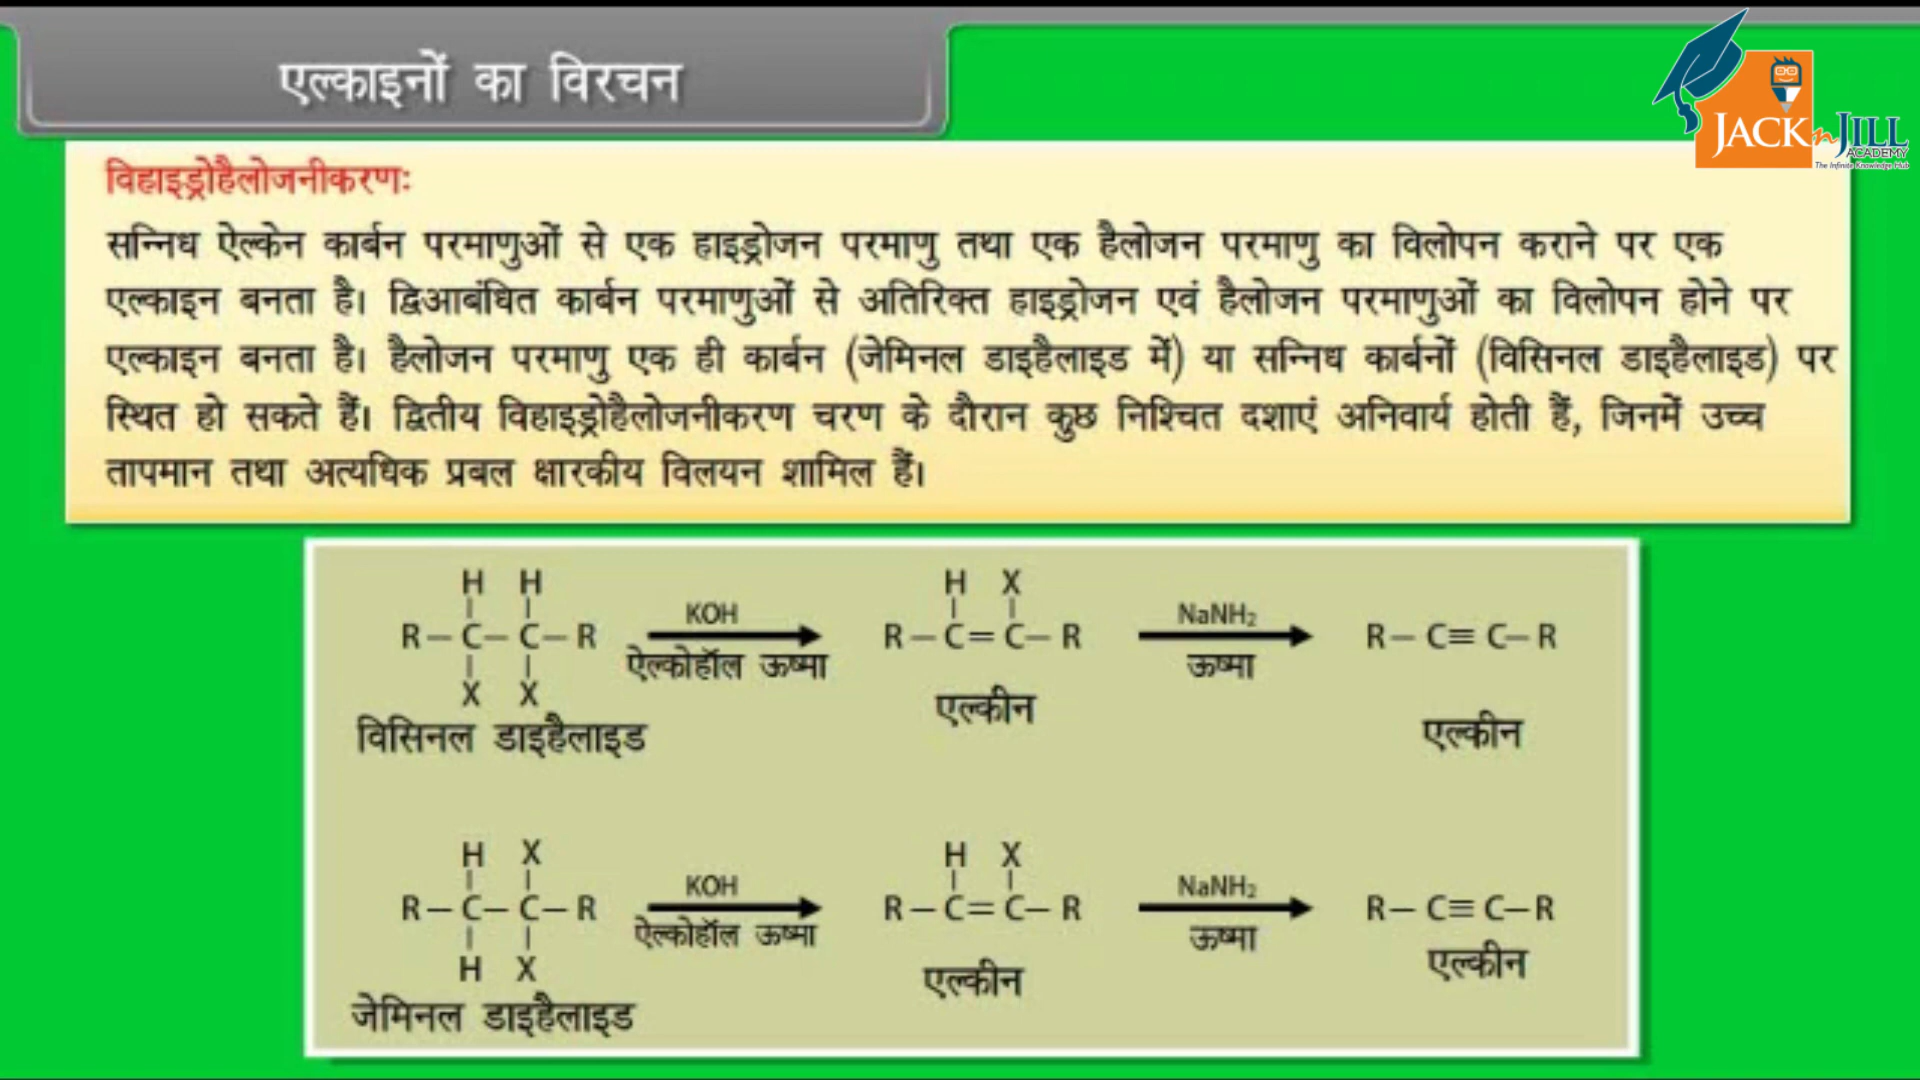 एल्काइनों का विरचन
JACK n JILL
ACADEMY
The Infinite Knowledge Hub
विहाइड्रोहैलोजनीकरणः
सन्निध ऐल्केन कार्बन परमाणुओं से एक हाइड्रोजन परमाणु तथा एक हैलोजन परमाणु का विलोपन कराने पर एक
एल्काइन बनता है। द्विआबंधित कार्बन परमाणुओं से अतिरिक्त हाइड्रोजन एवं हैलोजन परमाणुओं का विलोपन होने पर
एल्काइन बनता है। हैलोजन परमाणु एक ही कार्बन (जेमिनल डाइहैलाइड में) या सन्निध कार्बनों (विसिनल डाइहैलाइड) पर
स्थित हो सकते हैं। द्वितीय विहाइड्रोहैलोजनीकरण चरण के दौरान कुछ निश्चित दशाएं अनिवार्य होती हैं, जिनमें उच्च
तापमान तथा अत्यधिक प्रबल क्षारकीय विलयन शामिल हैं।
H H H X
KOH NaNH₂
R – C – C – R R – C = C – R R – C ≡ C – R
ऐल्कोहॉल ऊष्मा ऊष्मा
X X
एल्कीन
विसिनल डाइहैलाइड एल्कीन
H X H X
KOH NaNH₂
R – C – C – R R – C = C – R R – C ≡ C – R
ऐल्कोहॉल ऊष्मा ऊष्मा
H X
एल्कीन एल्कीन
जेमिनल डाइहैलाइड